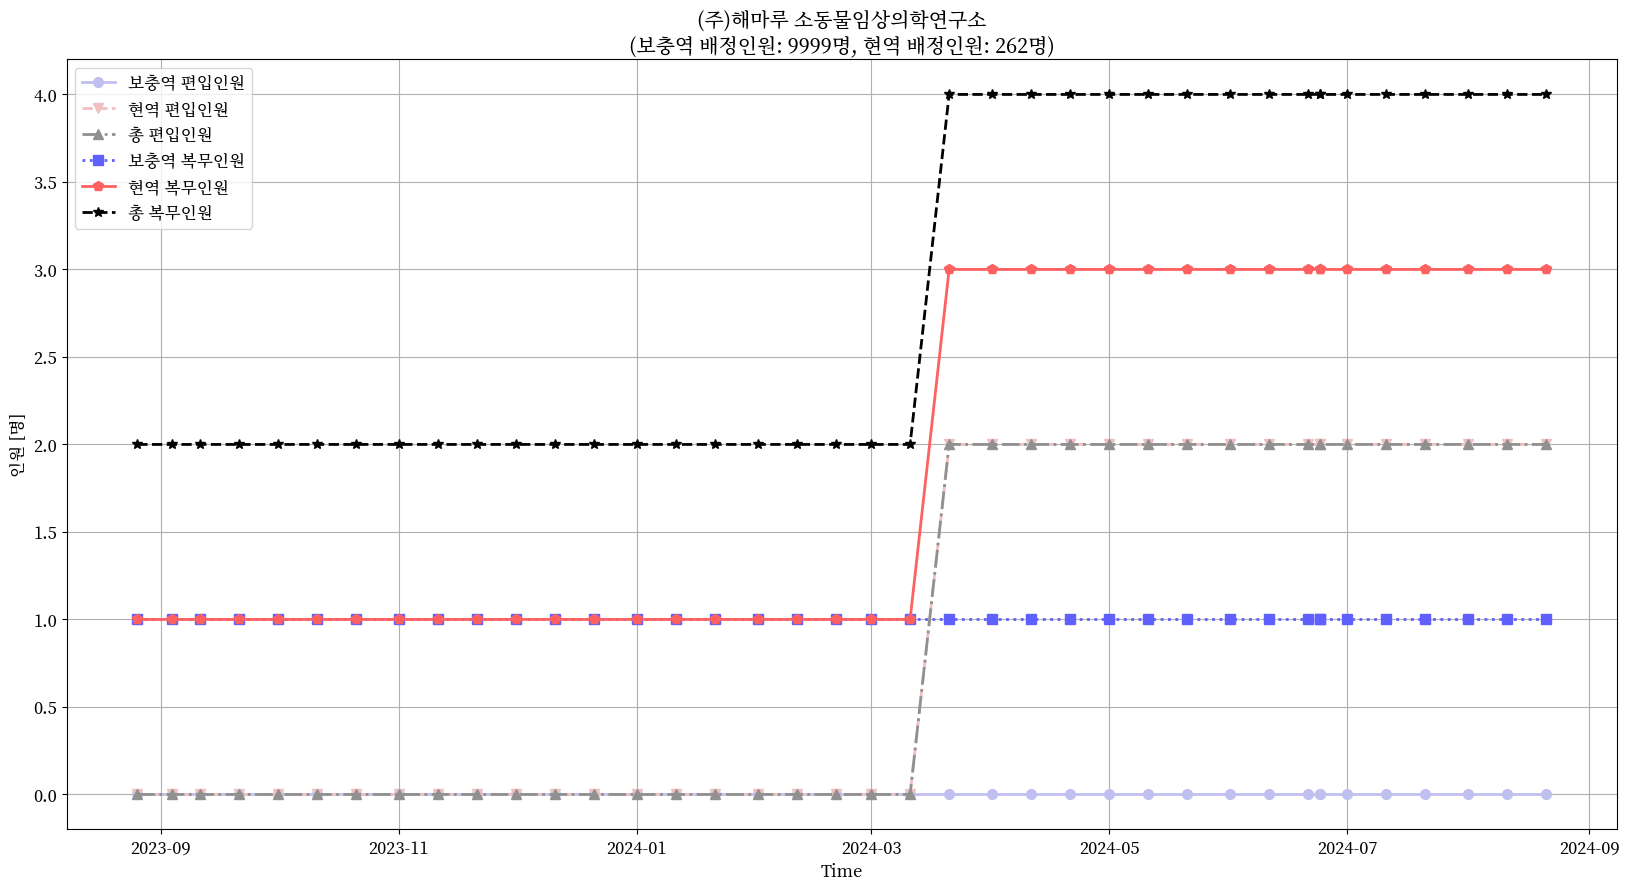 (주)해마루 소동물임상의학연구소
(보충역 배정인원: 9999명, 현역 배정인원: 262명)
보충역 편입인원
현역 편입인원
총 편입인원
보충역 복무인원
현역 복무인원
총 복무인원
인원 [명]
4.0
3.5
3.0
2.5
2.0
1.5
1.0
0.5
0.0
2023-09
2023-11
2024-01
2024-03
2024-05
2024-07
2024-09
Time